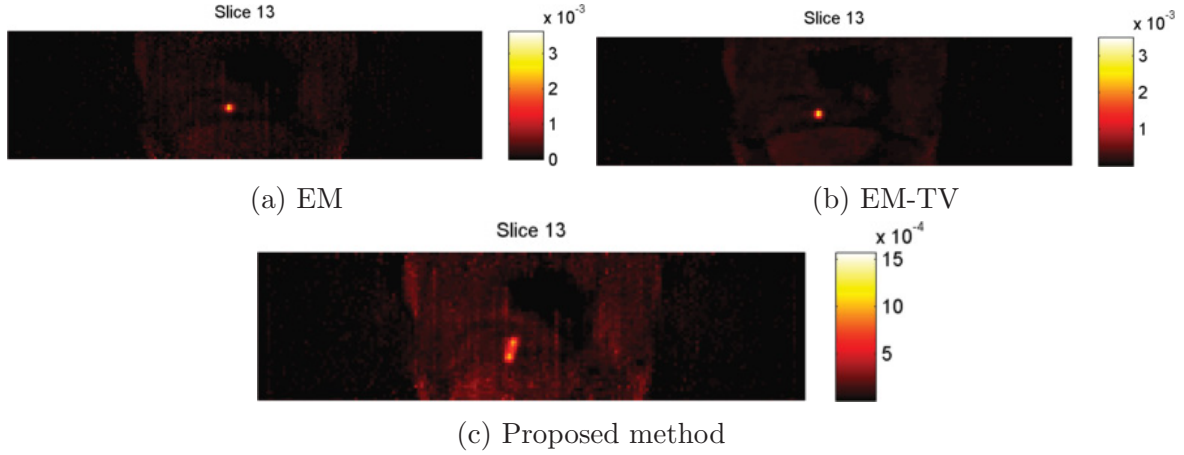 Slice 13
x 10-3
3
2
1
0
(a) EM
Slice 13
x 10-3
3
2
1
(b) EM-TV
Slice 13
x 10-4
15
10
5
(c) Proposed method